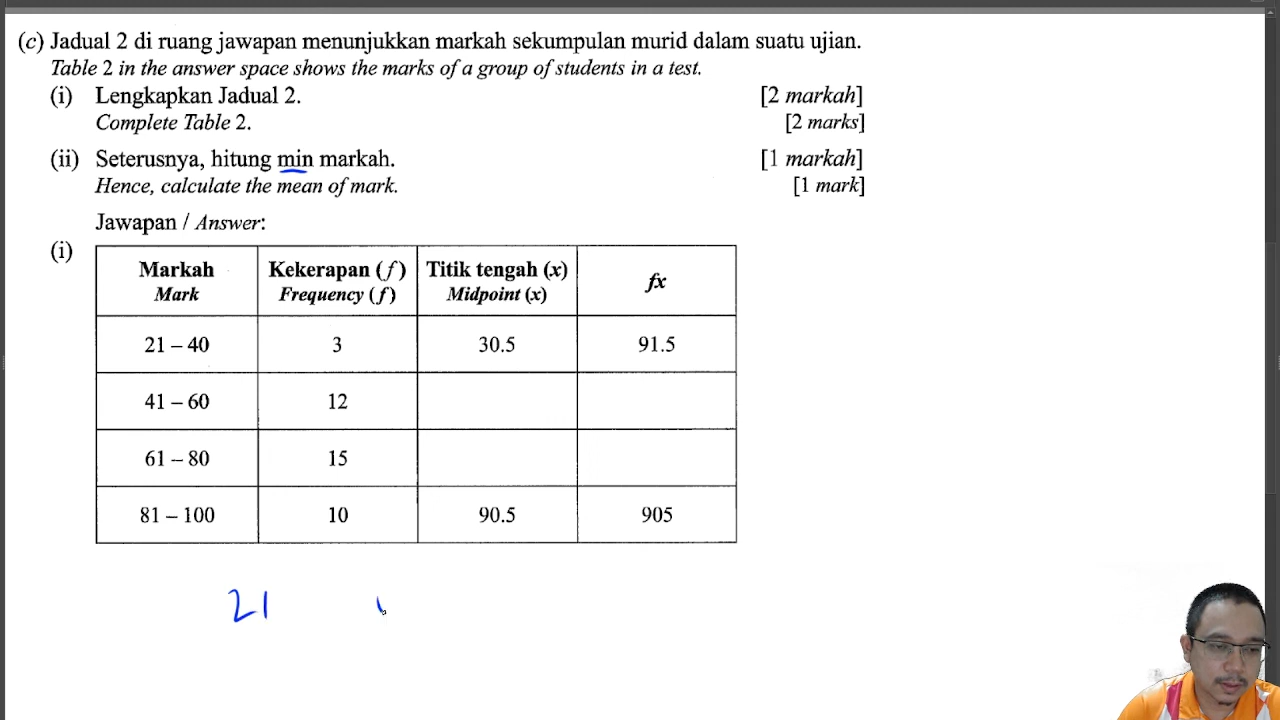 (c) Jadual 2 di ruang jawapan menunjukkan markah sekumpulan murid dalam suatu ujian.
Table 2 in the answer space shows the marks of a group of students in a test.
(i) Lengkapkan Jadual 2. [2 markah]
Complete Table 2. [2 marks]
(ii) Seterusnya, hitung min markah. [1 markah]
Hence, calculate the mean of mark. [1 mark]
Jawapan / Answer:
(i)
Markah Kekerapan (f) Titik tengah (x) fx
Mark Frequency (f) Midpoint (x)
21 – 40 3 30.5 91.5
41 – 60 12
61 – 80 15
81 – 100 10 90.5 905
21